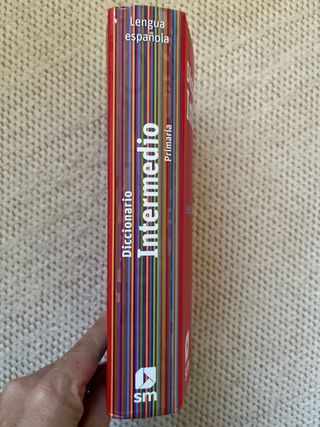 Lengua
española
Diccionario
Intermedio
Primaria
sm